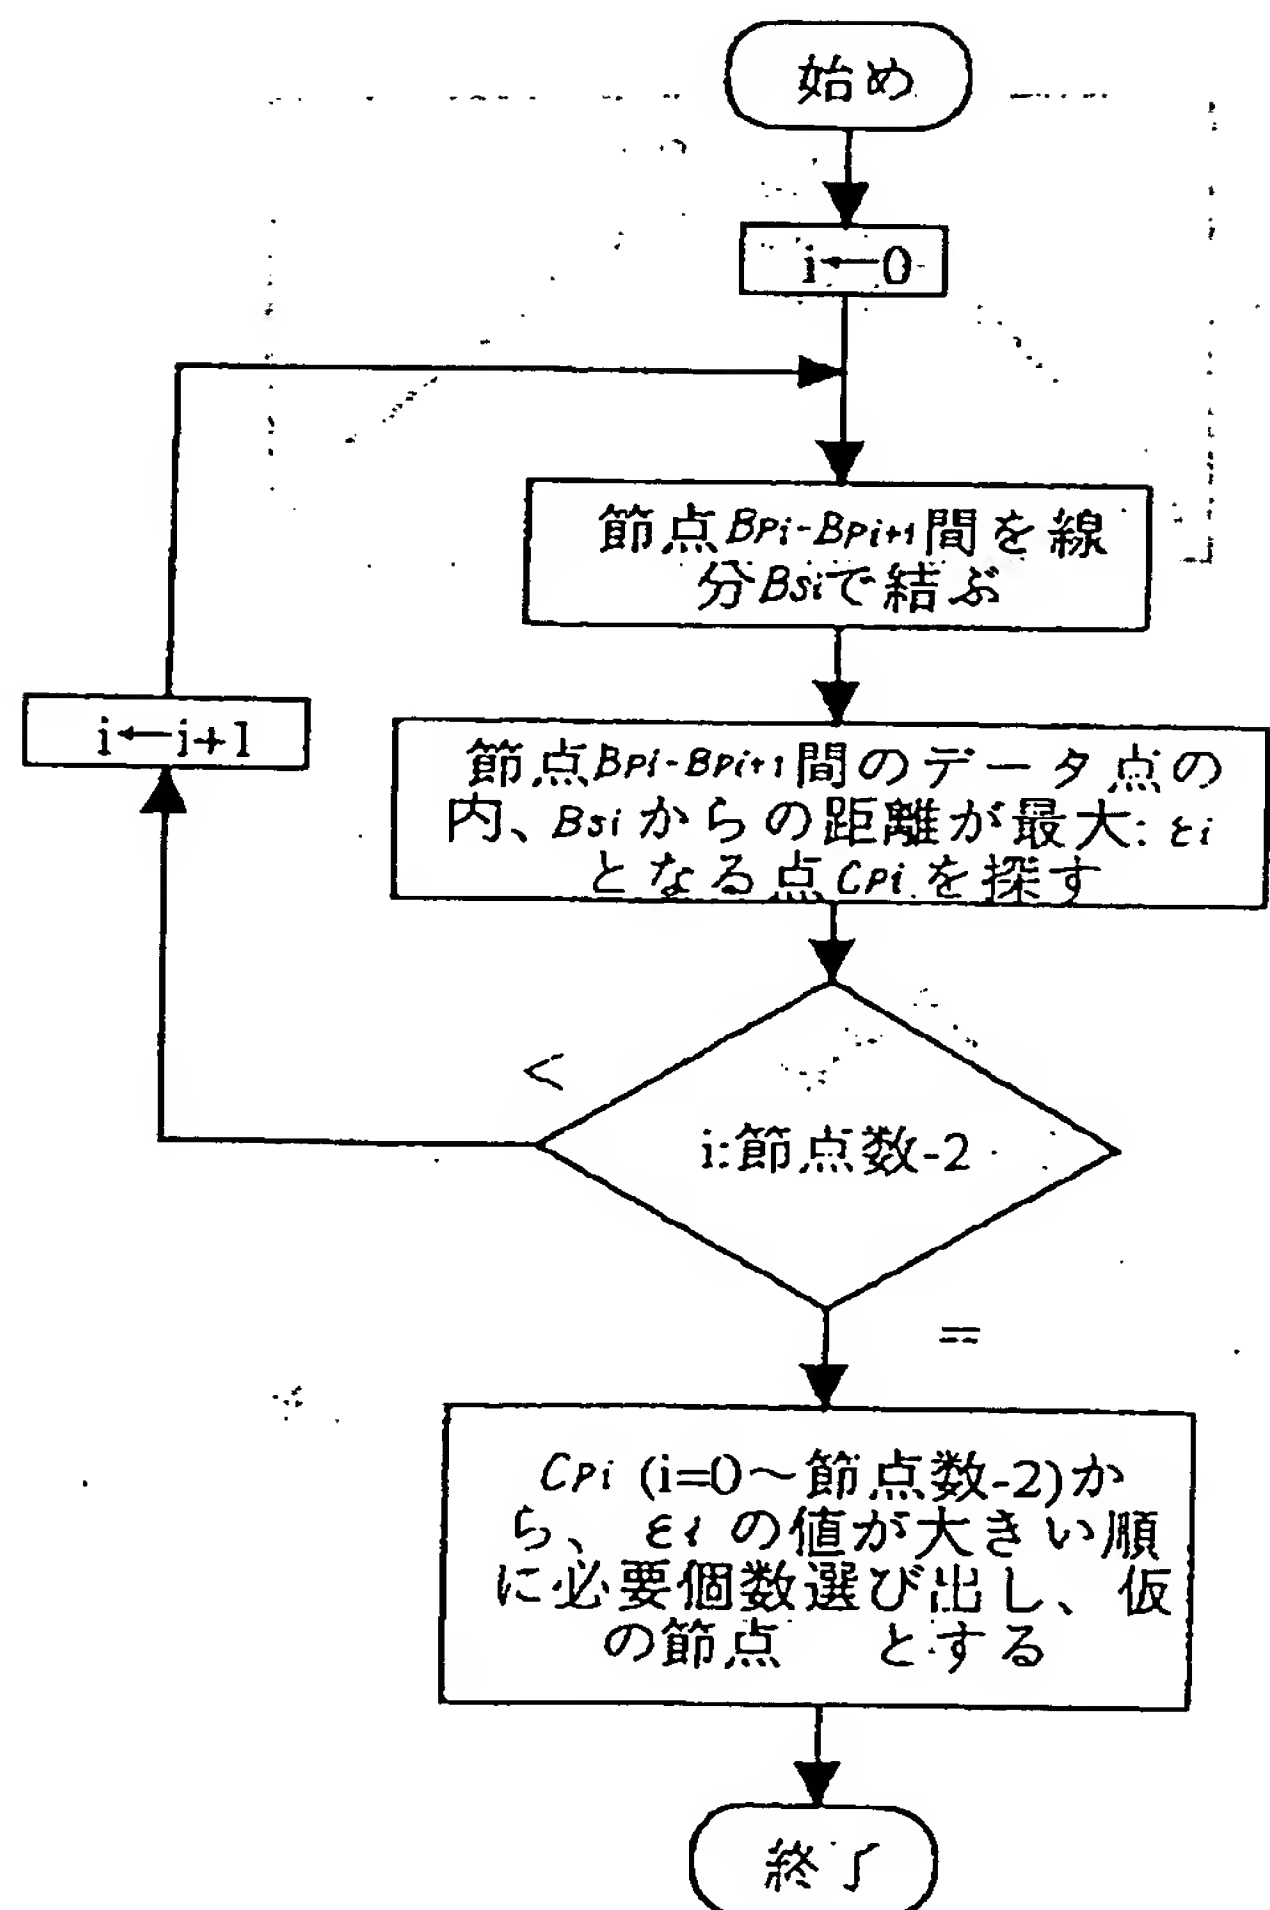 始め
i←0
節点Bpi-Bpi+1間を線
分Bsiで結ぶ
i←i+1
節点Bpi-Bpi+1間のデータ点の
内、Bsiからの距離が最大:εi
となる点Cpiを探す
<
i:節点数-2
=
Cpi (i=0～節点数-2)か
ら、εiの値が大きい順
に必要個数選び出し、仮
の節点 とする
終了